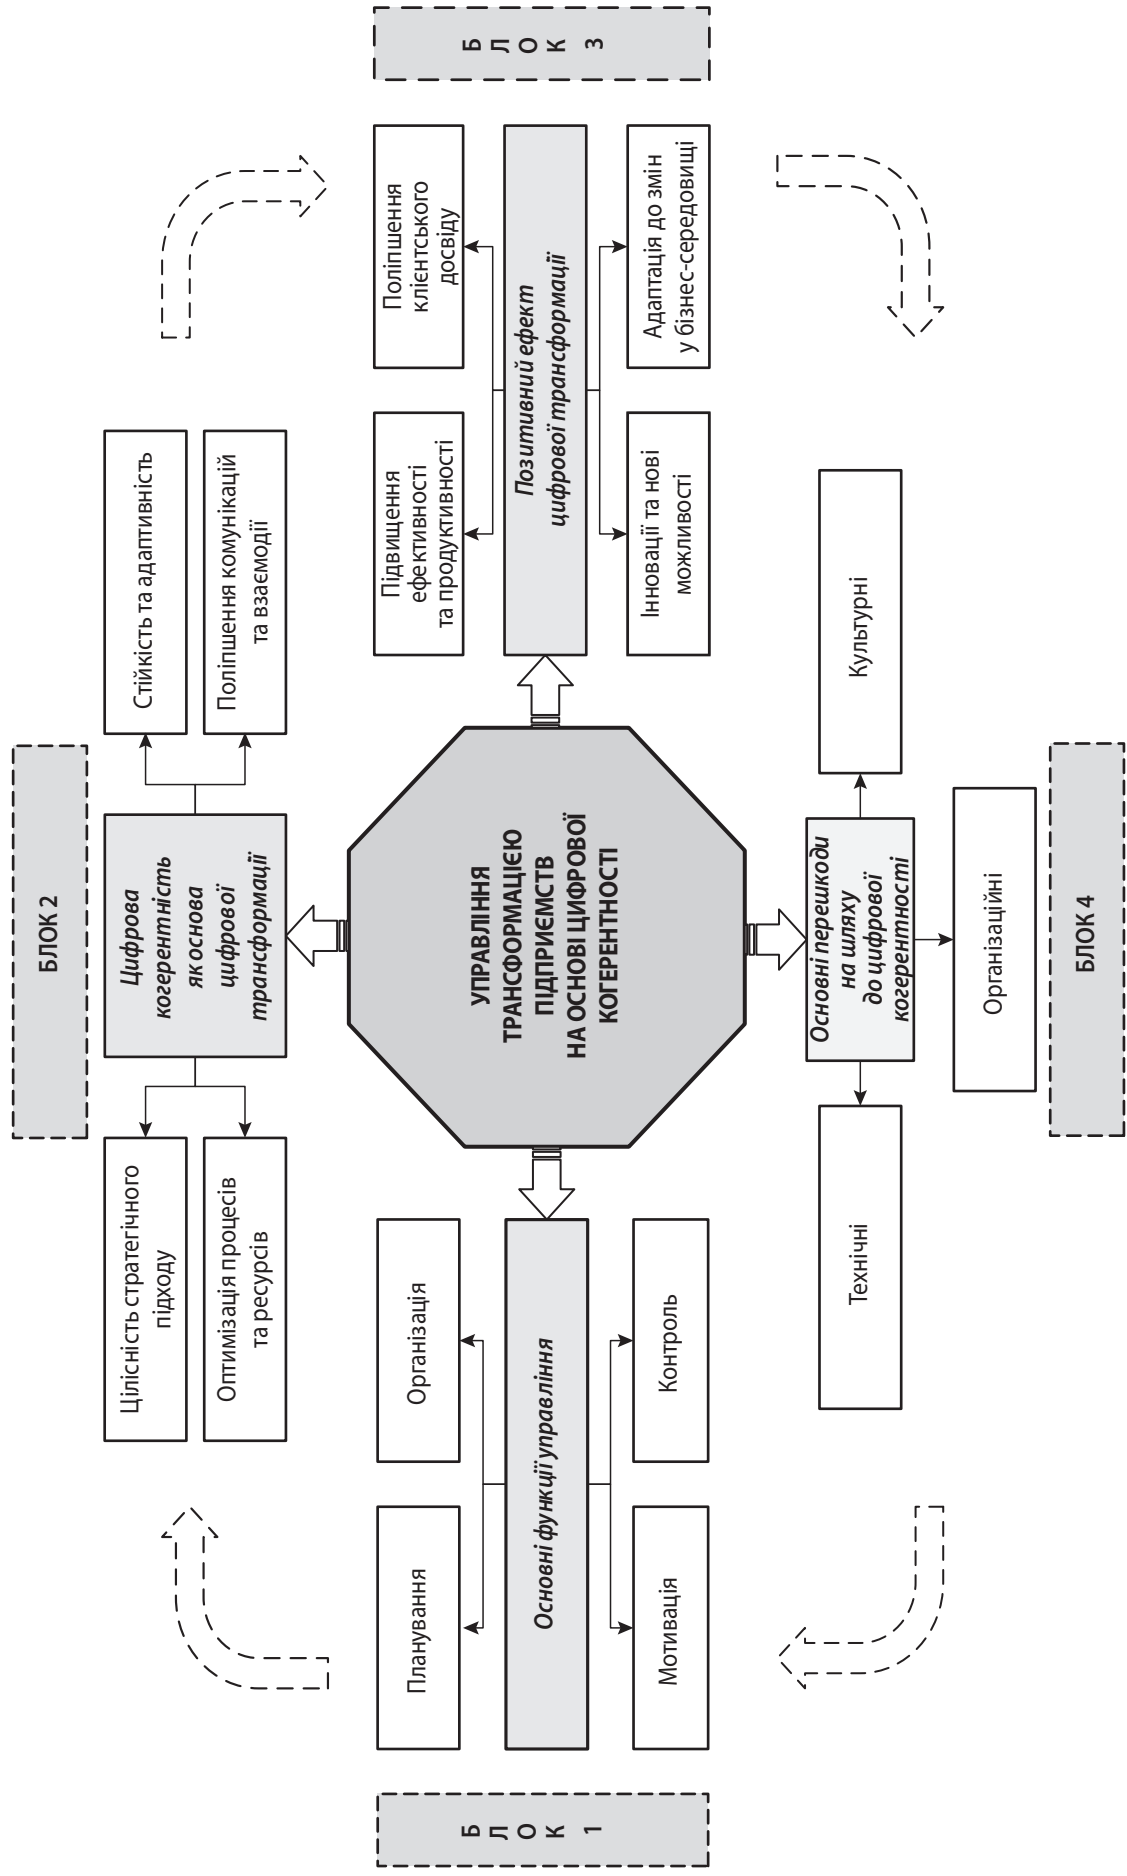 БЛОК 2
Цілісність стратегічного
підходу
Оптимізація процесів
та ресурсів
Цифрова
когерентність
як основа
цифрової
трансформації
Стійкість та адаптивність
Поліпшення комунікацій
та взаємодії
Б
Л
О
К
1
Планування
Організація
Основні функції управління
Мотивація
Контроль
УПРАВЛІННЯ
ТРАНСФОРМАЦІЄЮ
ПІДПРИЄМСТВ
НА ОСНОВІ ЦИФРОВОЇ
КОГЕРЕНТНОСТІ
Підвищення
ефективності
та продуктивності
Поліпшення
клієнтського
досвіду
Позитивний ефект
цифрової трансформації
Інновації та нові
можливості
Адаптація до змін
у бізнес-середовищі
Б
Л
О
К
3
Технічні
Основні перешкоди
на шляху
до цифрової
когерентності
Культурні
Організаційні
БЛОК 4